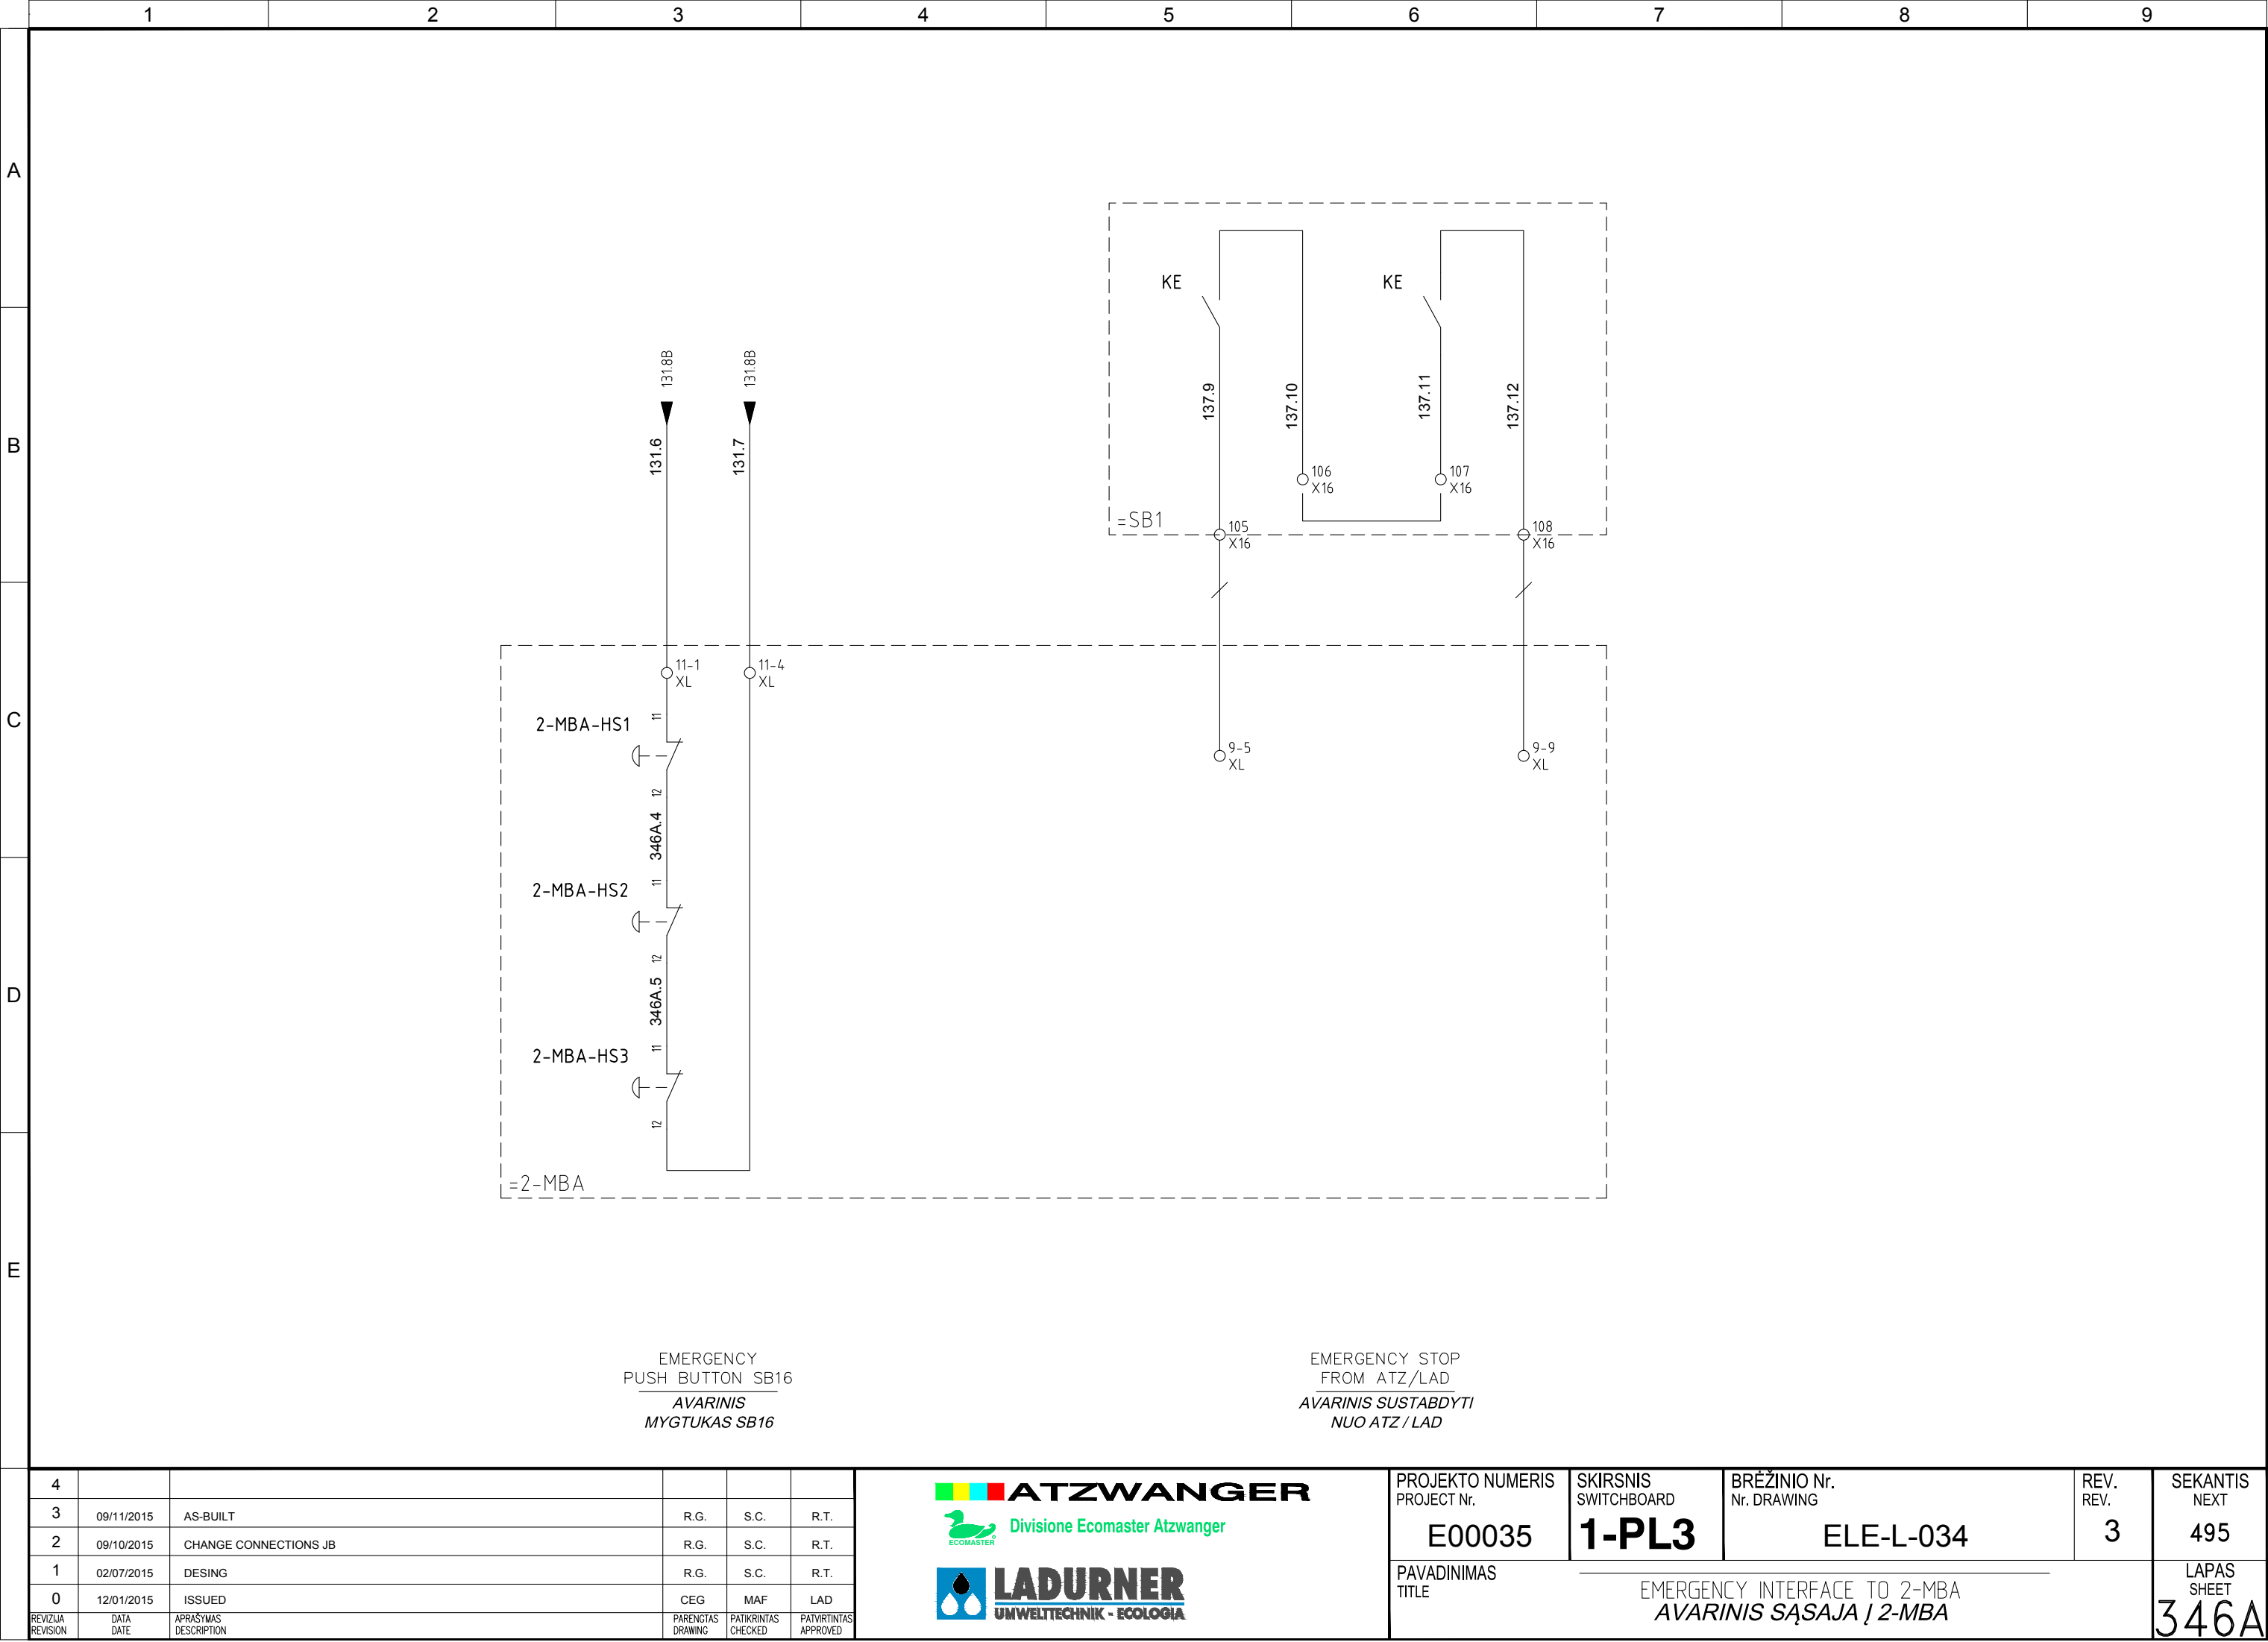 1 2 3 4 5 6 7 8 9
A
B
C
D
E
KE
KE
131.8B
131.8B
131.6
131.7
137.9
137.10
137.11
137.12
106
X16
107
X16
=SB1
105
X16
108
X16
11-1
XL
11-4
XL
2-MBA-HS1
11
12
9-5
XL
9-9
XL
346A.4
2-MBA-HS2
11
12
346A.5
2-MBA-HS3
11
12
=2-MBA
EMERGENCY
PUSH BUTTON SB16
AVARINIS
MYGTUKAS SB16
EMERGENCY STOP
FROM ATZ/LAD
AVARINIS SUSTABDYTI
NUO ATZ / LAD
4
3 09/11/2015 AS-BUILT R.G. S.C. R.T.
2 09/10/2015 CHANGE CONNECTIONS JB R.G. S.C. R.T.
1 02/07/2015 DESING R.G. S.C. R.T.
0 12/01/2015 ISSUED CEG MAF LAD
REVIZIJA DATA APRAŠYMAS PARENGTAS PATIKRINTAS PATVIRTINTAS
REVISION DATE DESCRIPTION DRAWING CHECKED APPROVED
ATZWANGER
Divisione Ecomaster Atzwanger
ECOMASTER
LADURNER
UMWELTTECHNIK - ECOLOGIA
PROJEKTO NUMERIS
PROJECT Nr.
E00035
SKIRSNIS
SWITCHBOARD
1-PL3
BRĖŽINIO Nr.
Nr. DRAWING
ELE-L-034
REV.
REV.
3
SEKANTIS
NEXT
495
PAVADINIMAS
TITLE
EMERGENCY INTERFACE TO 2-MBA
AVARINIS SĄSAJA Į 2-MBA
LAPAS
SHEET
346A